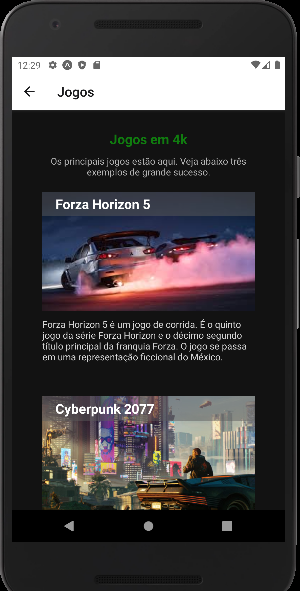 12:29
Jogos
Jogos em 4k
Os principais jogos estão aqui. Veja abaixo três
exemplos de grande sucesso.
Forza Horizon 5
Forza Horizon 5 é um jogo de corrida. É o quinto
jogo da série Forza Horizon e o décimo segundo
título principal da franquia Forza. O jogo se passa
em uma representação ficcional do México.
Cyberpunk 2077